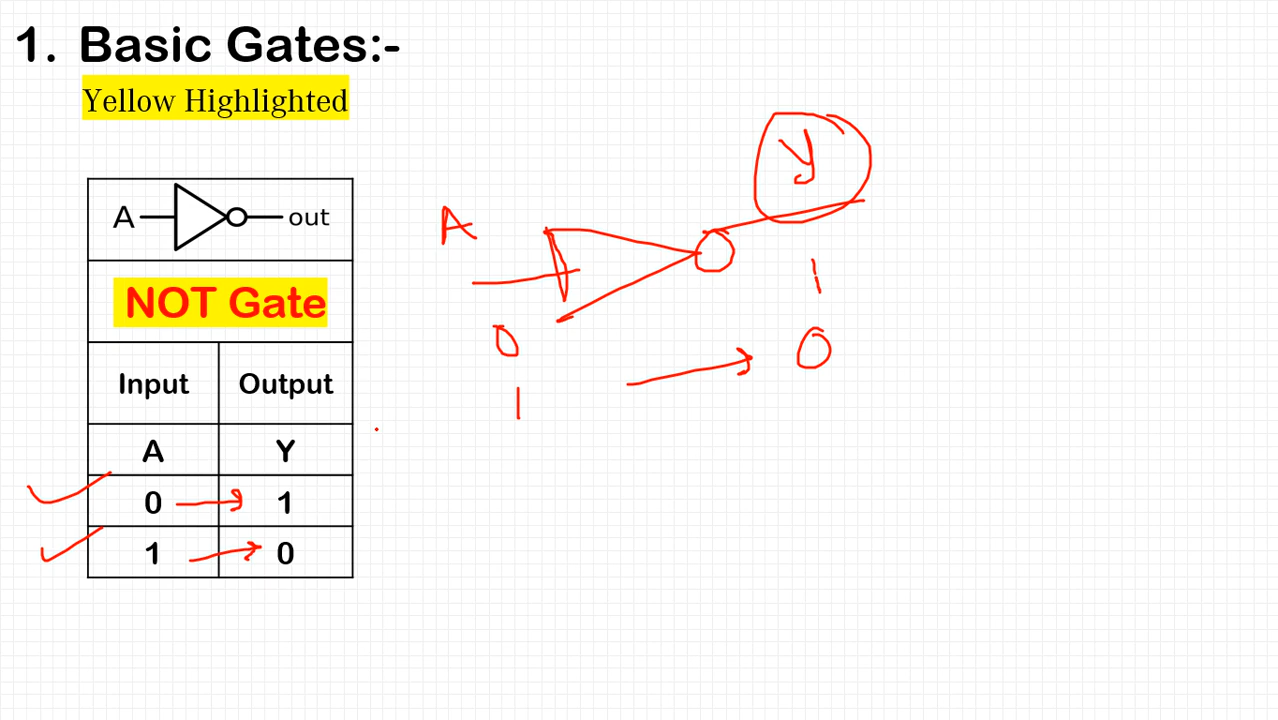 1. Basic Gates:-
Yellow Highlighted
A out
NOT Gate
Input Output
A Y
0 1
1 0
A y
1
0 0
1